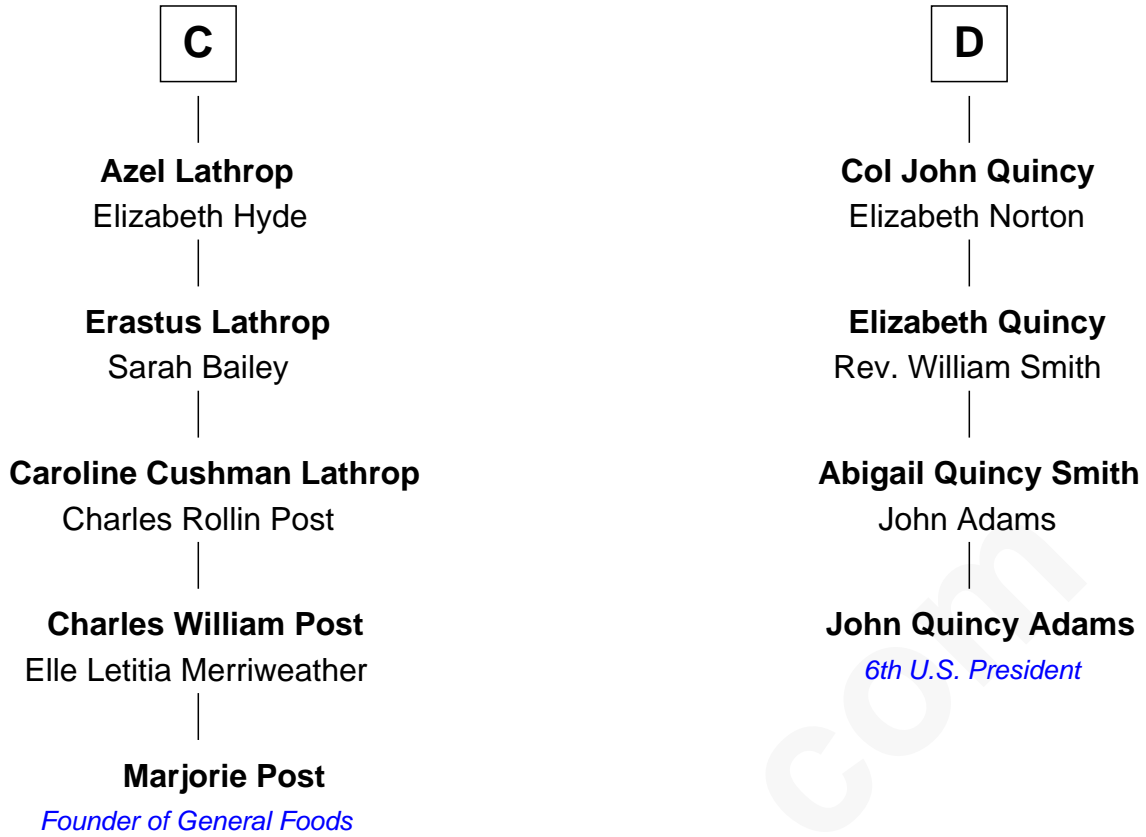 C
Azel Lathrop
Elizabeth Hyde
Erastus Lathrop
Sarah Bailey
Caroline Cushman Lathrop
Charles Rollin Post
Charles William Post
Elle Letitia Merriweather
Marjorie Post
Founder of General Foods
D
Col John Quincy
Elizabeth Norton
Elizabeth Quincy
Rev. William Smith
Abigail Quincy Smith
John Adams
John Quincy Adams
6th U.S. President
com